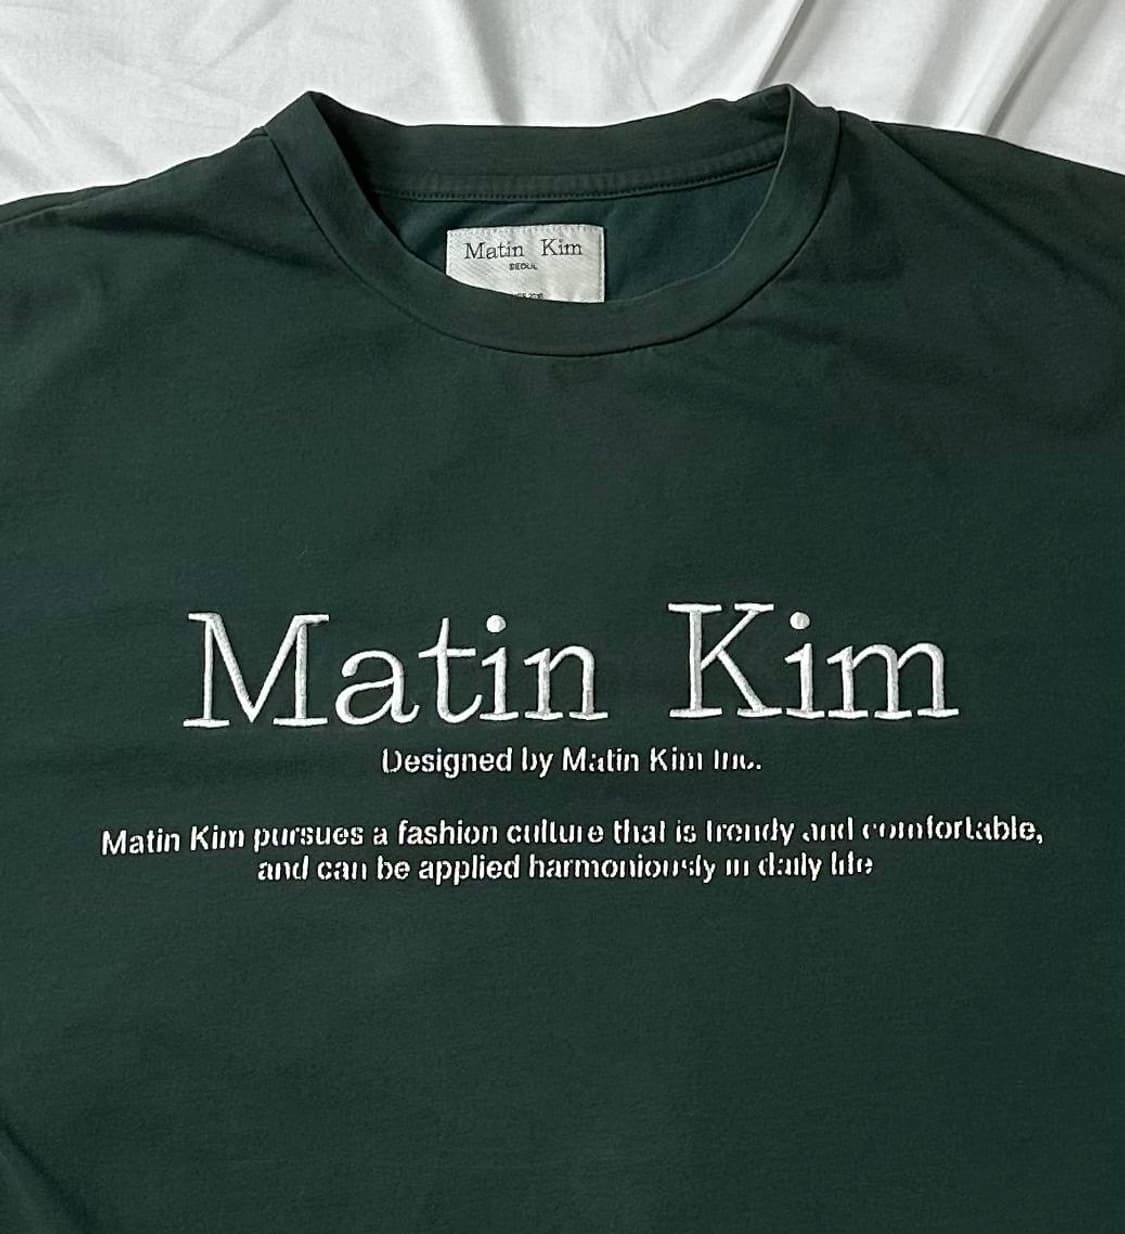 Matin Kim
SEOUL
Matin Kim
Designed by Matin Kim Inc.
Matin Kim pursues a fashion culture that is trendy and comfortable,
and can be applied harmoniously in daily life